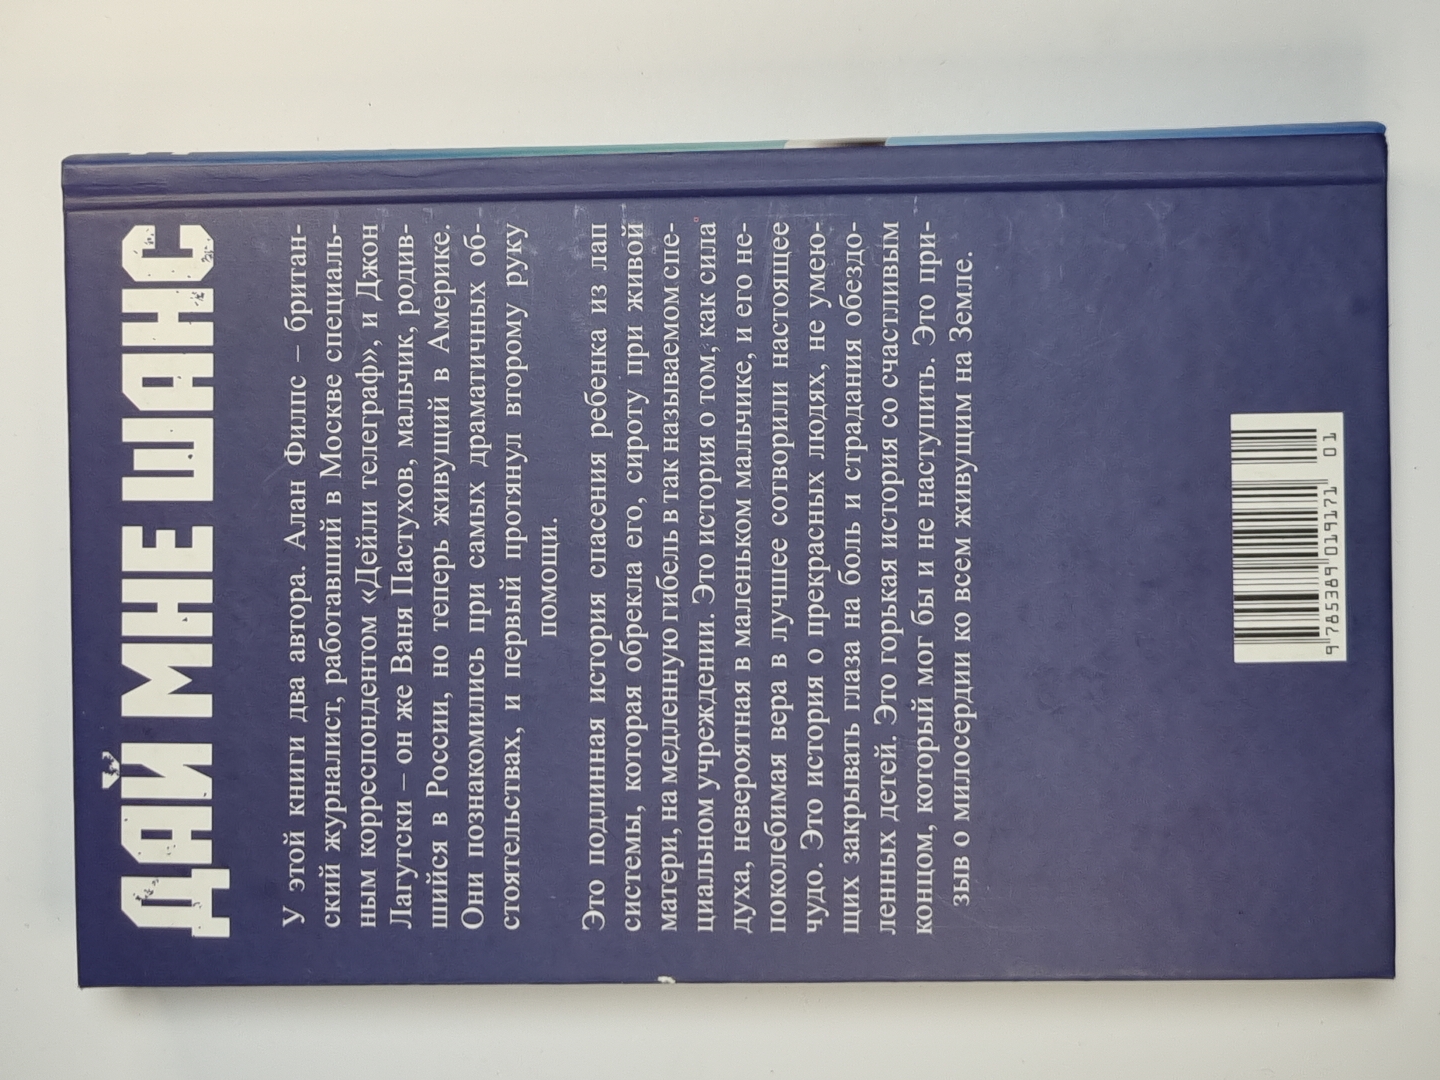 ДАЙ МНЕ ШАНС
У этой книги два автора. Алан Филпс – британ-
ский журналист, работавший в Москве специаль-
ным корреспондентом «Дейли телеграф», и Джон
Лагутски – он же Ваня Пастухов, мальчик, родив-
шийся в России, но теперь живущий в Америке.
Они познакомились при самых драматичных об-
стоятельствах, и первый протянул второму руку
помощи.
Это подлинная история спасения ребенка из лап
системы, которая обрекла его, сироту при живой
матери, на медленную гибель в так называемом спе-
циальном учреждении. Это история о том, как сила
духа, невероятная в маленьком мальчике, и его не-
поколебимая вера в лучшее сотворили настоящее
чудо. Это история о прекрасных людях, не умею-
щих закрывать глаза на боль и страдания обездо-
ленных детей. Это горькая история со счастливым
концом, который мог бы и не наступить. Это при-
зыв о милосердии ко всем живущим на Земле.
9 785389 019171 01